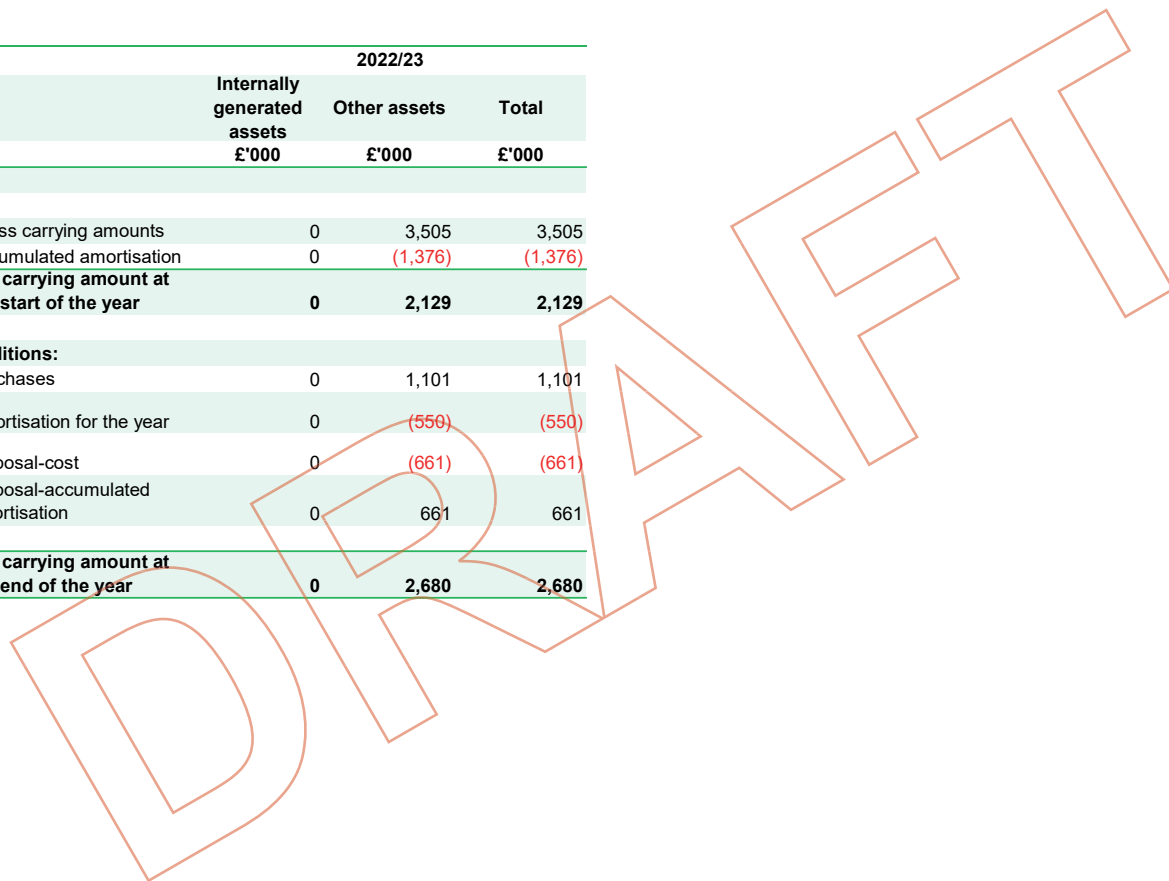 2022/23
Internally
generated Other assets Total
assets
£'000 £'000 £'000
ss carrying amounts 0 3,505 3,505
umulated amortisation 0 (1,376) (1,376)
carrying amount at
start of the year 0 2,129 2,129
litions:
chases 0 1,101 1,101
ortisation for the year 0 (550) (550)
posal-cost 0 (661) (661)
posal-accumulated
ortisation 0 661 661
carrying amount at
end of the year 0 2,680 2,680
DRAFT